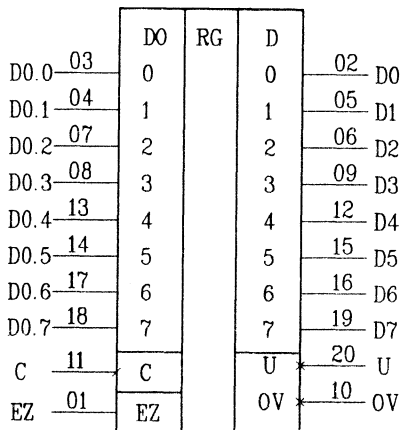 DO RG D
D0.0 03 0 0 02 D0
D0.1 04 1 1 05 D1
D0.2 07 2 2 06 D2
D0.3 08 3 3 09 D3
D0.4 13 4 4 12 D4
D0.5 14 5 5 15 D5
D0.6 17 6 6 16 D6
D0.7 18 7 7 19 D7
C 11 C U 20 U
EZ 01 EZ OV 10 OV